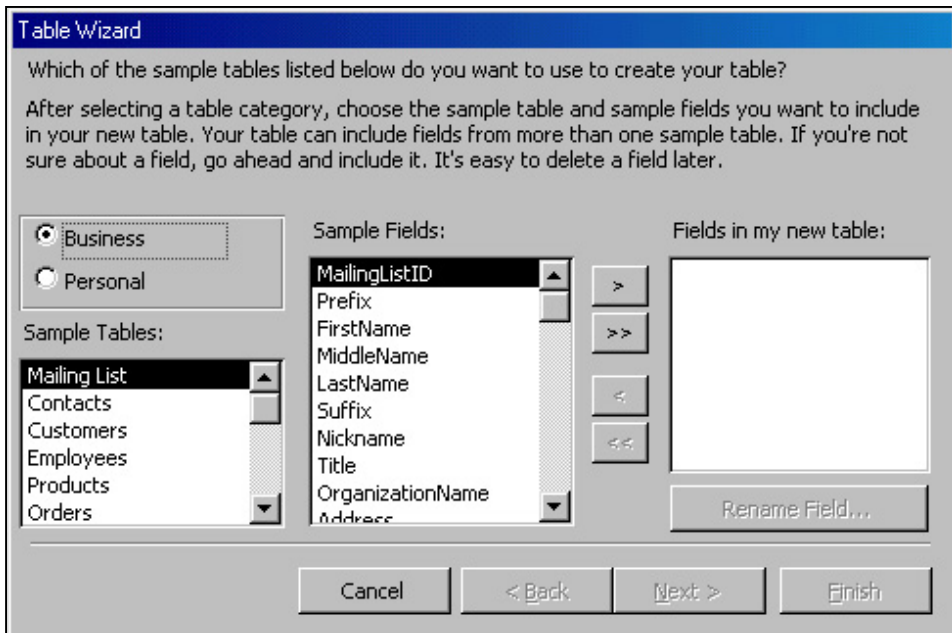 Table Wizard
Which of the sample tables listed below do you want to use to create your table?
After selecting a table category, choose the sample table and sample fields you want to include
in your new table. Your table can include fields from more than one sample table. If you're not
sure about a field, go ahead and include it. It's easy to delete a field later.
Business
Personal
Sample Tables:
Mailing List
Contacts
Customers
Employees
Products
Orders
Sample Fields:
MailingListID
Prefix
FirstName
MiddleName
LastName
Suffix
Nickname
Title
OrganizationName
Address
>
>>
<
<<
Fields in my new table:
Rename Field...
Cancel
< Back
Next >
Finish